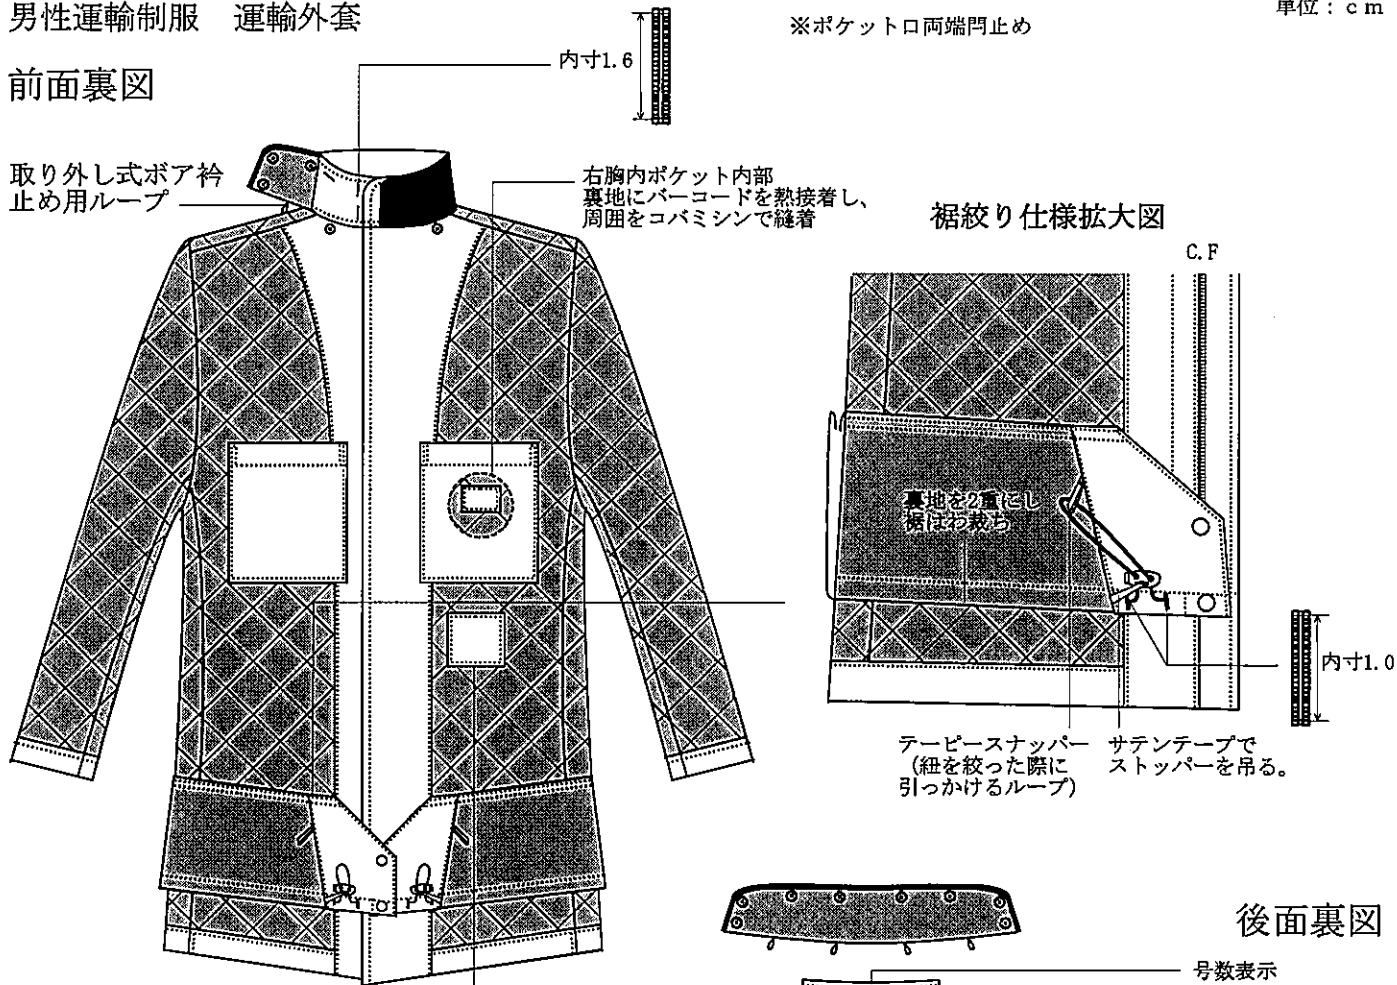 男性運輸制服　運輸外套
※ポケット口両端閂止め
単位：ｃｍ
前面裏図
内寸1.6
取り外し式ボア衿
止め用ループ
右胸内ポケット内部
裏地にバーコードを熱接着し、
周囲をコバミシンで縫着
裾絞り仕様拡大図
C.F
裏地を2重にし
裾はわ裁ち
内寸1.0
テーピースナッパー
（紐を絞った際に
引っかけるループ）
サテンテープで
ストッパーを吊る。
後面裏図
号数表示